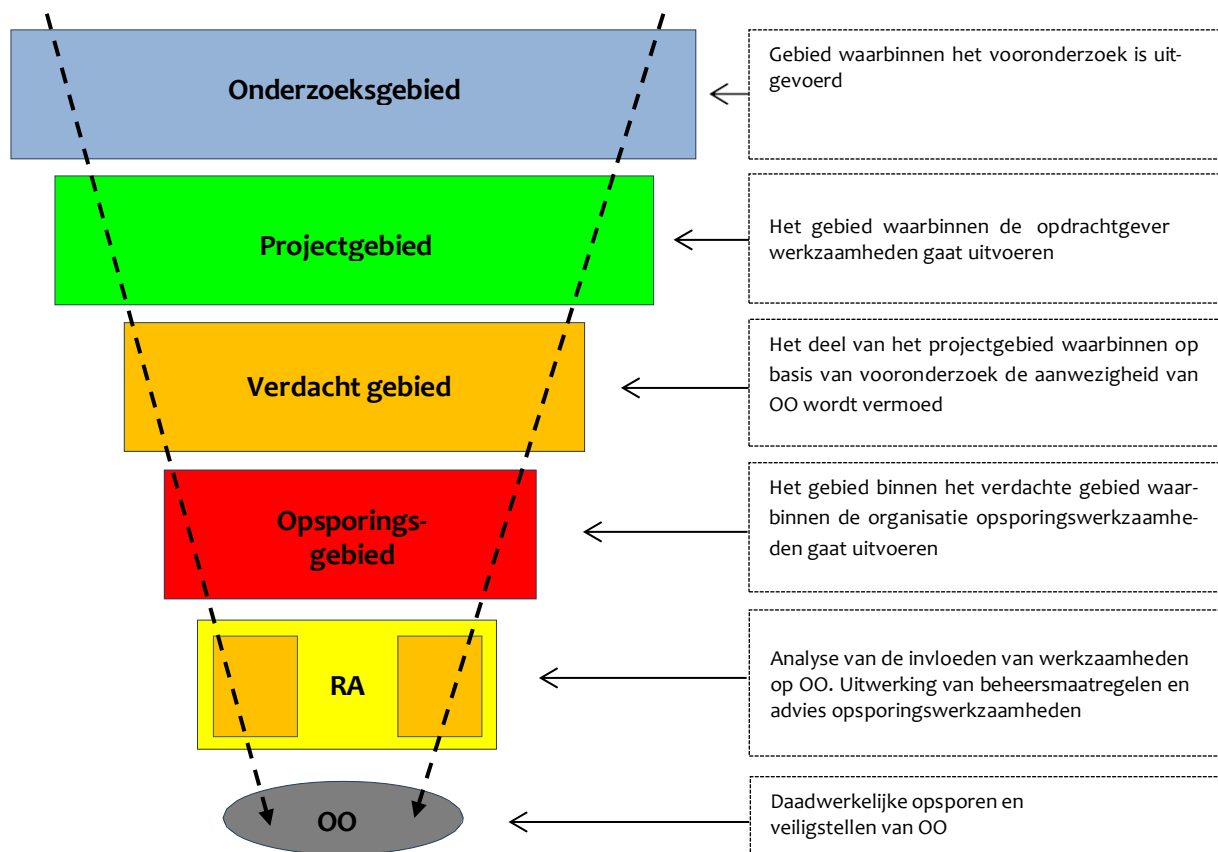 Onderzoeksgebied
Gebied waarbinnen het vooronderzoek is uit-
gevoerd
Projectgebied
Het gebied waarbinnen de opdrachtgever
werkzaamheden gaat uitvoeren
Verdacht gebied
Het deel van het projectgebied waarbinnen op
basis van vooronderzoek de aanwezigheid van
OO wordt vermoed
Opsporings-
gebied
Het gebied binnen het verdachte gebied waar-
binnen de organisatie opsporingswerkzaamhe-
den gaat uitvoeren
RA
Analyse van de invloeden van werkzaamheden
op OO. Uitwerking van beheersmaatregelen en
advies opsporingswerkzaamheden
OO
Daadwerkelijke opsporen en
veiligstellen van OO